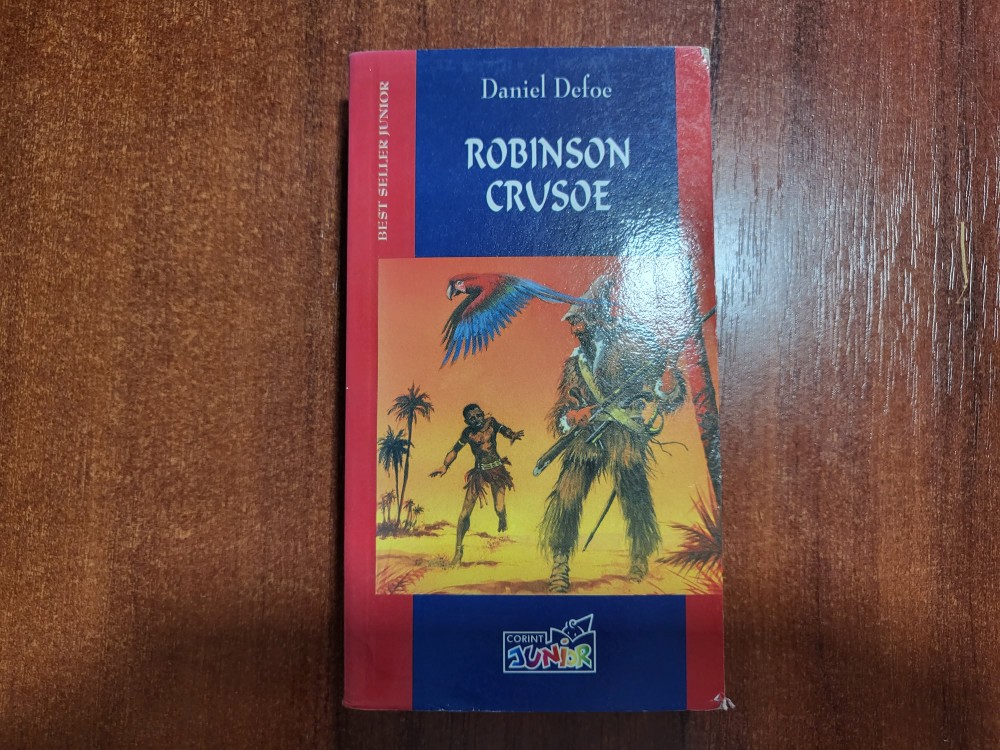 Daniel Defoe
ROBINSON
CRUSOE
BEST SELLER JUNIOR
CORINT
JUNIOR